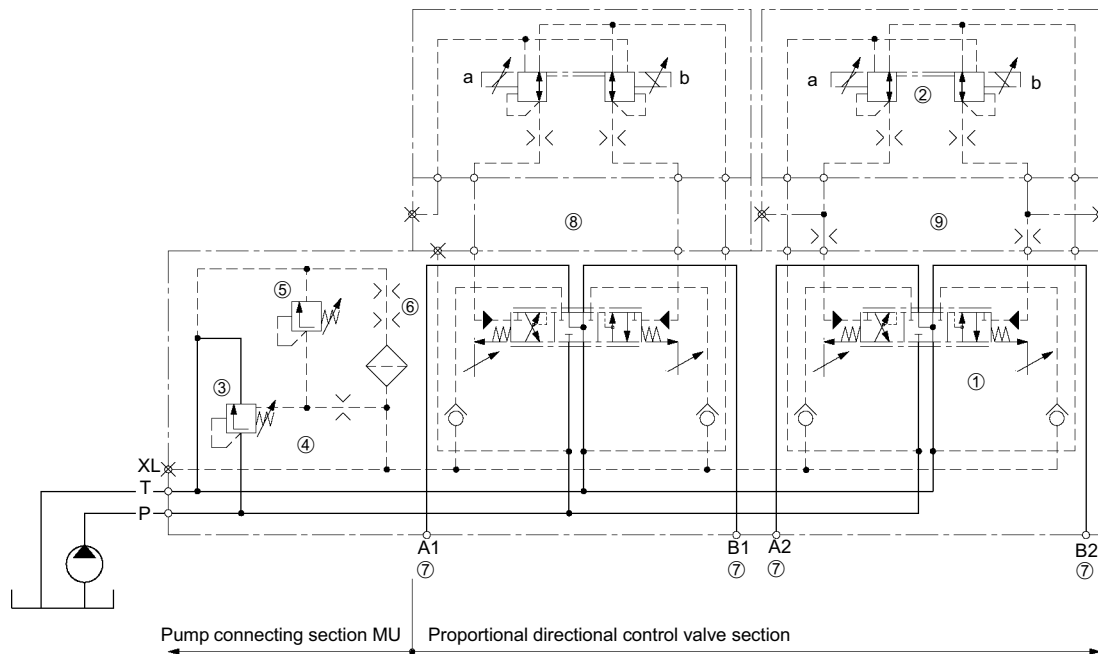 a
b
a
b
②
⑧
⑨
⑤
⑥
③
①
④
XL
T
P
A1
B1
A2
B2
⑦
⑦
⑦
⑦
Pump connecting section MU
Proportional directional control valve section